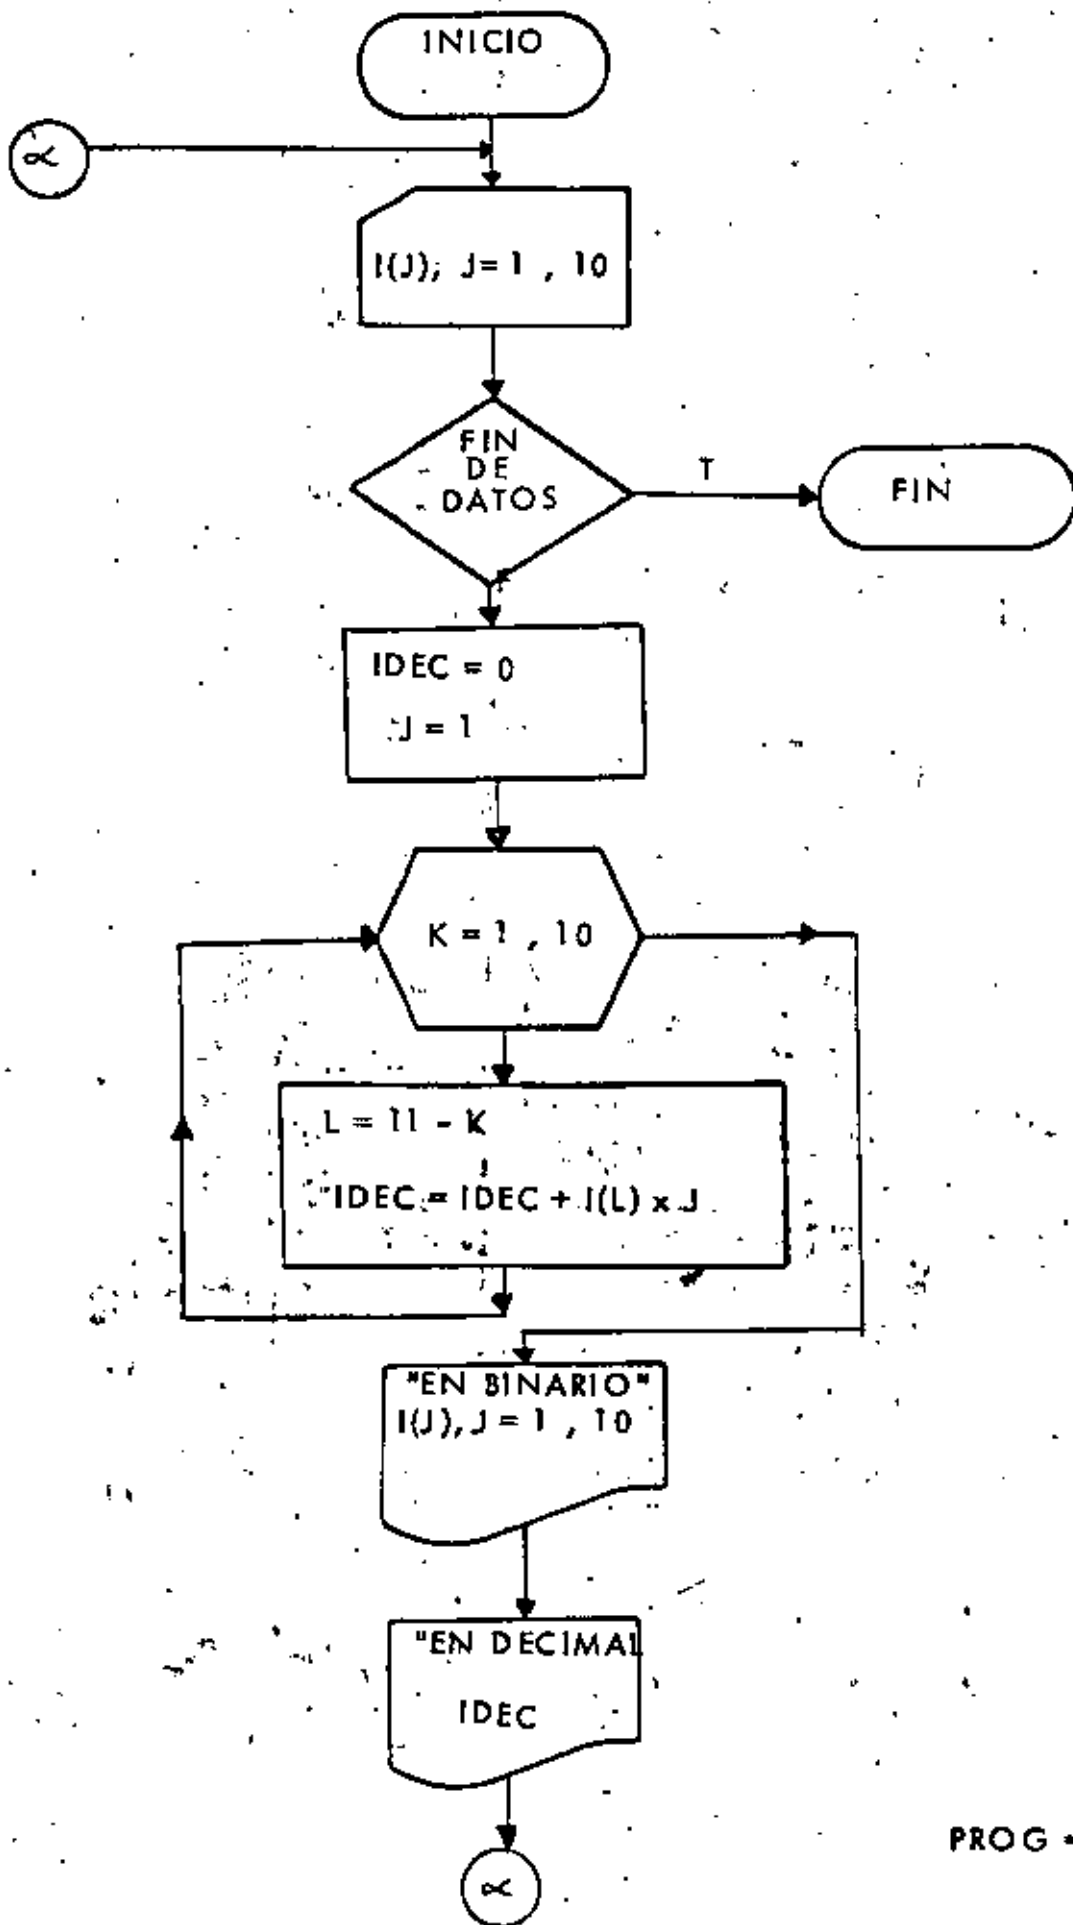 INICIO
∝
I(J); J= 1 , 10
FIN
DE
DATOS
T
FIN
IDEC = 0
J = 1
K = 1 , 10
L = 11 - K
IDEC = IDEC + I(L) x J
"EN BINARIO"
I(J), J = 1 , 10
"EN DECIMAL
IDEC
∝
PROG